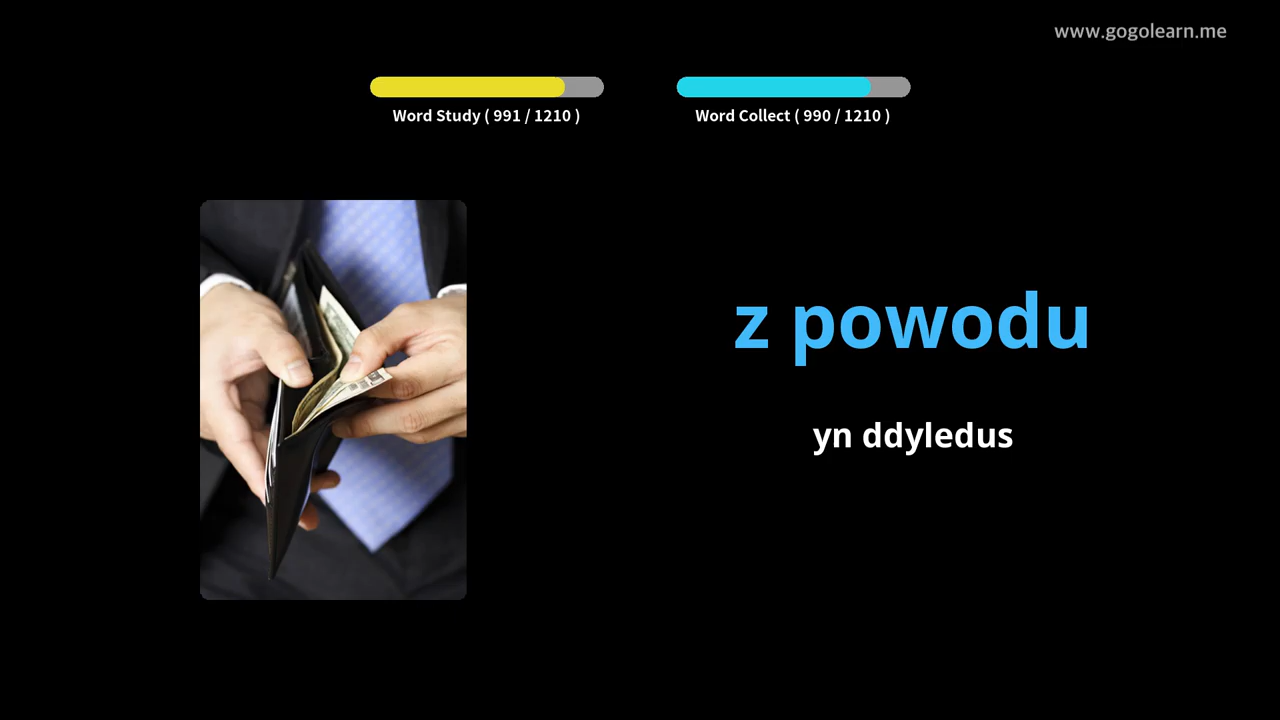 www.gogolearn.me
Word Study ( 991 / 1210 )
Word Collect ( 990 / 1210 )
z powodu
yn ddyledus